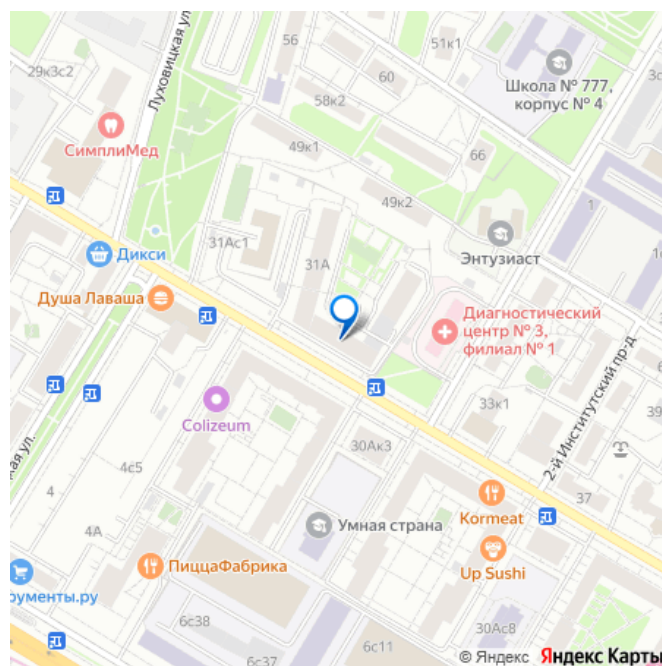 56
51к1
29к3с2
Луховицкая ул.
60
Школа № 777,
корпус № 4
58к2
СимплиМед
49к1
66
49к2
1
31Ас1
Энтузиаст
Дикси
31А
Душа Лаваша
Диагностический
центр № 3,
филиал № 1
2-й Институтский пр-д
Colizeum
33к1
30Ак3
4с5
4
37
Kormeat
4А
Умная страна
ПиццаФабрика
Up Sushi
рументы.ру
6с38
30Ас8
6с11
6с37
© Яндекс Яндекс Карты